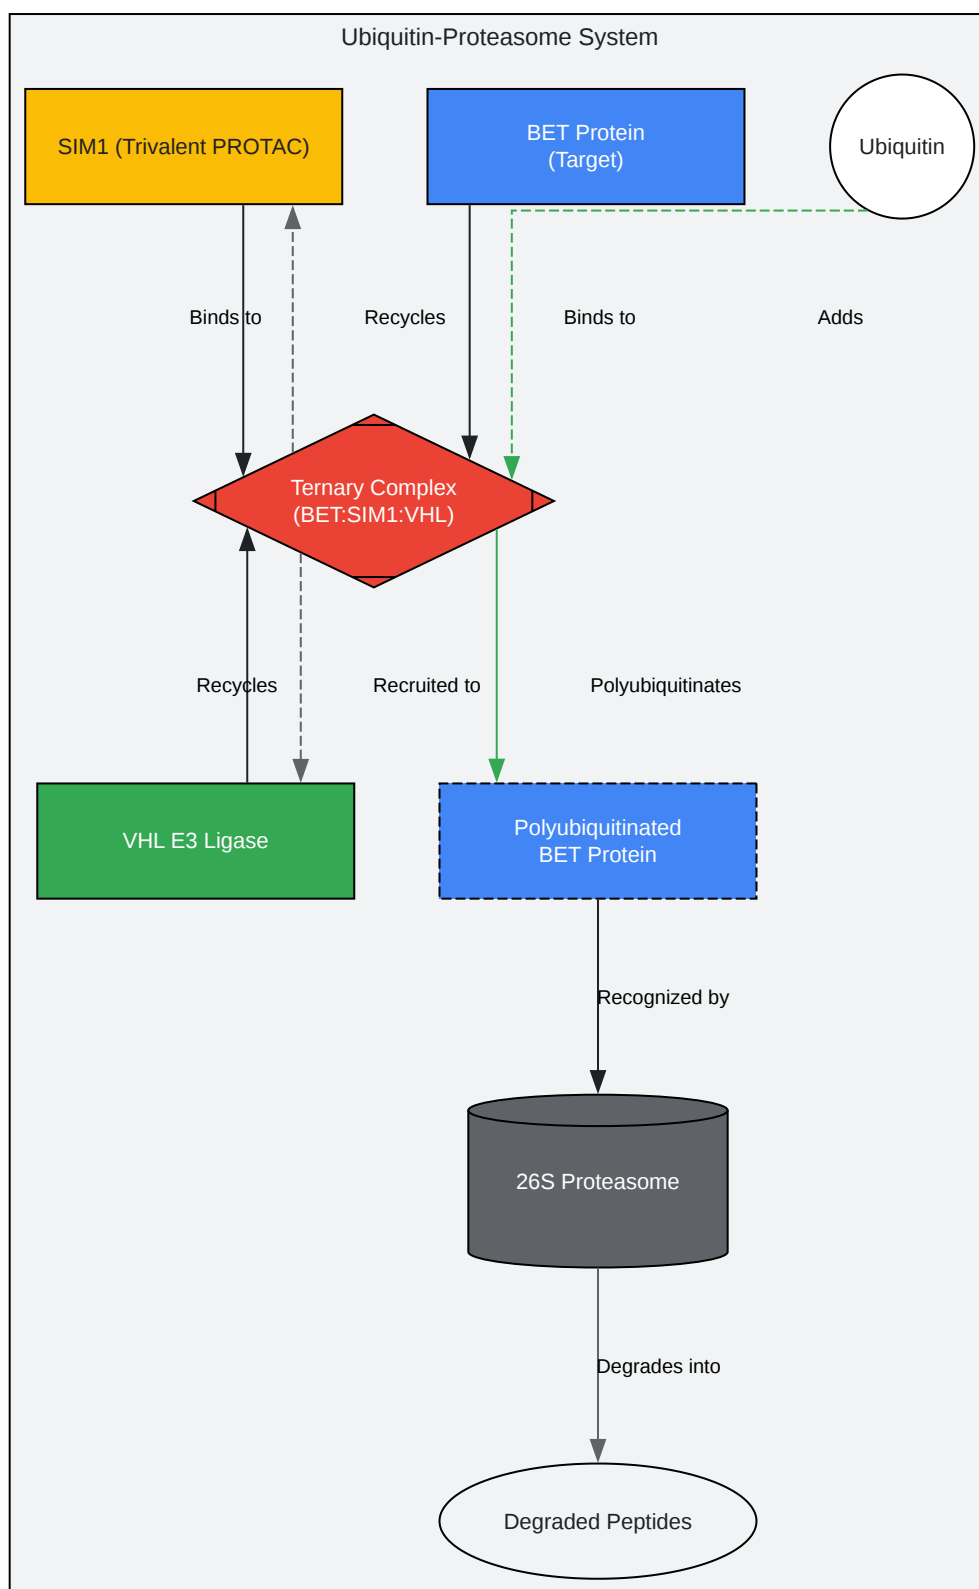 Ubiquitin-Proteasome System
SIM1 (Trivalent PROTAC)
BET Protein
(Target)
Ubiquitin
Binds to
Recycles
Binds to
Adds
Ternary Complex
(BET:SIM1:VHL)
Recycles
Recruited to
Polyubiquitinates
VHL E3 Ligase
Polyubiquitinated
BET Protein
Recognized by
26S Proteasome
Degrades into
Degraded Peptides